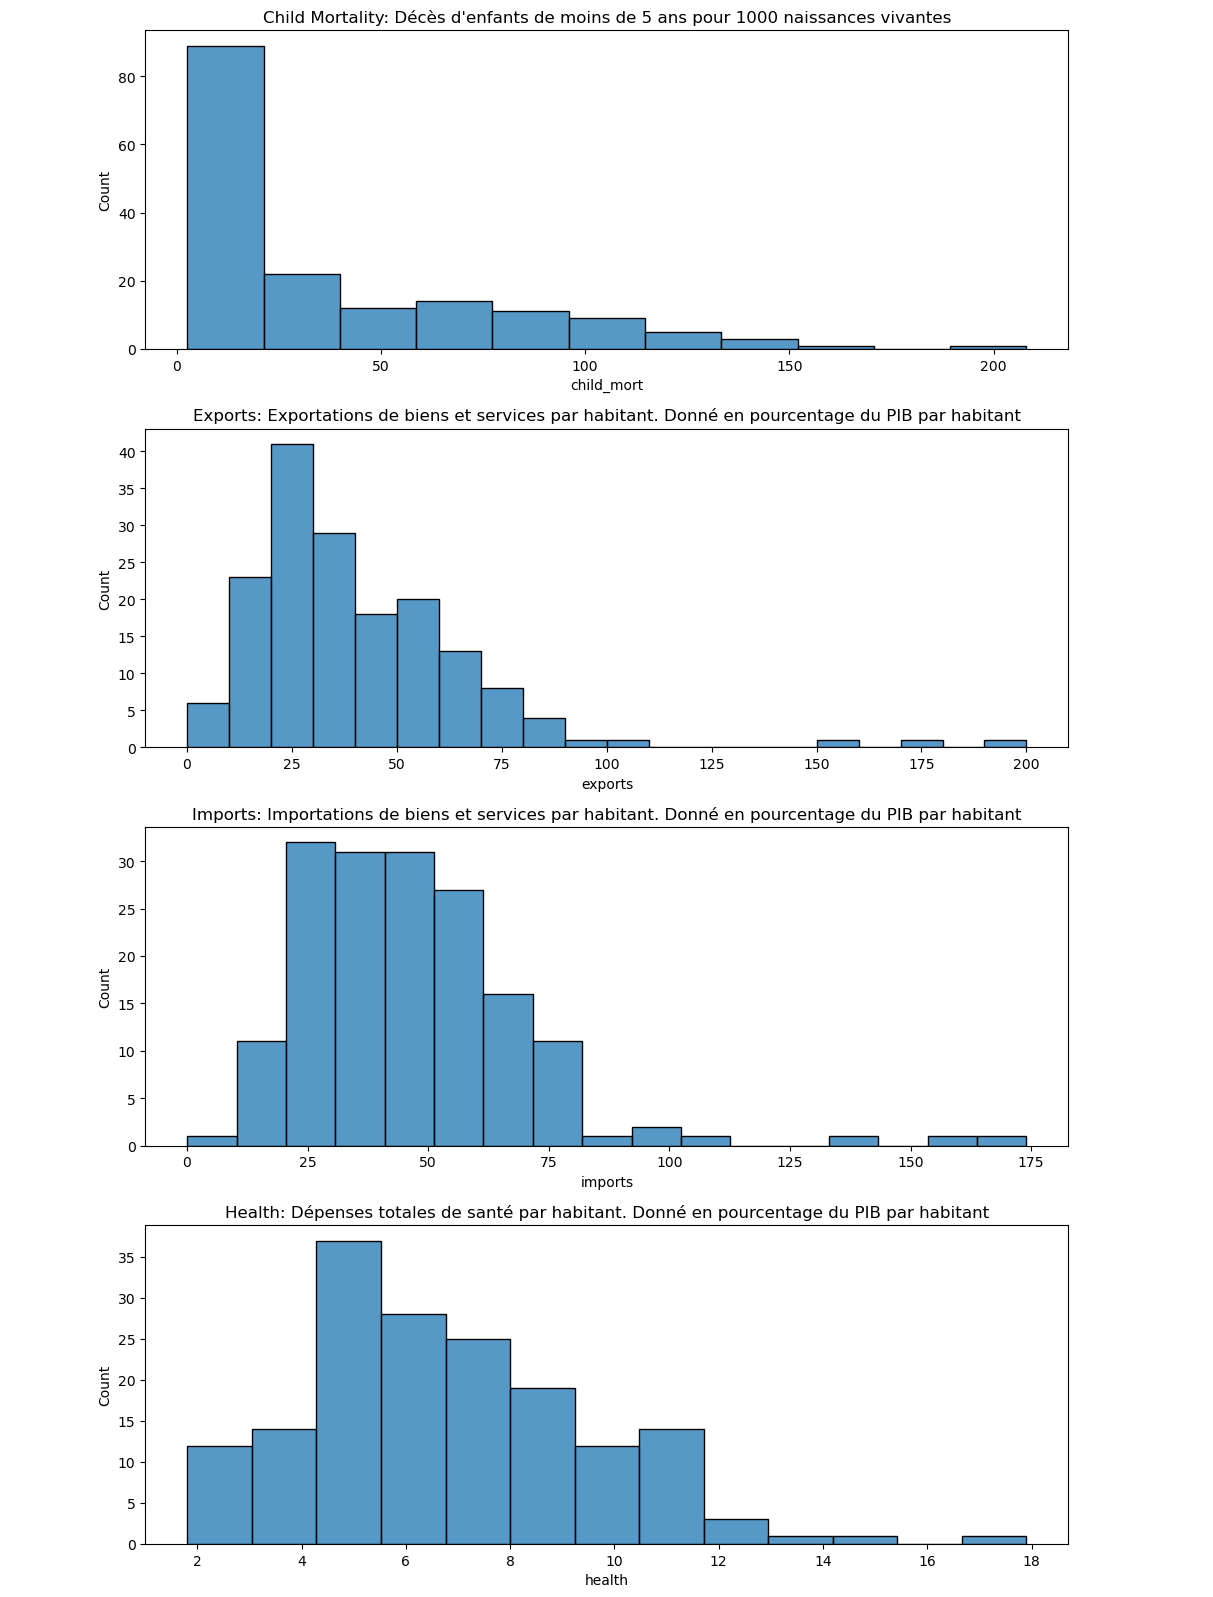 Child Mortality: Décès d'enfants de moins de 5 ans pour 1000 naissances vivantes
80
60
40
20
0
Count
0 50 100 150 200
child_mort
Exports: Exportations de biens et services par habitant. Donné en pourcentage du PIB par habitant
40
35
30
25
20
15
10
5
0
Count
0 25 50 75 100 125 150 175 200
exports
Imports: Importations de biens et services par habitant. Donné en pourcentage du PIB par habitant
30
25
20
15
10
5
0
Count
0 25 50 75 100 125 150 175
imports
Health: Dépenses totales de santé par habitant. Donné en pourcentage du PIB par habitant
35
30
25
20
15
10
5
0
Count
2 4 6 8 10 12 14 16 18
health